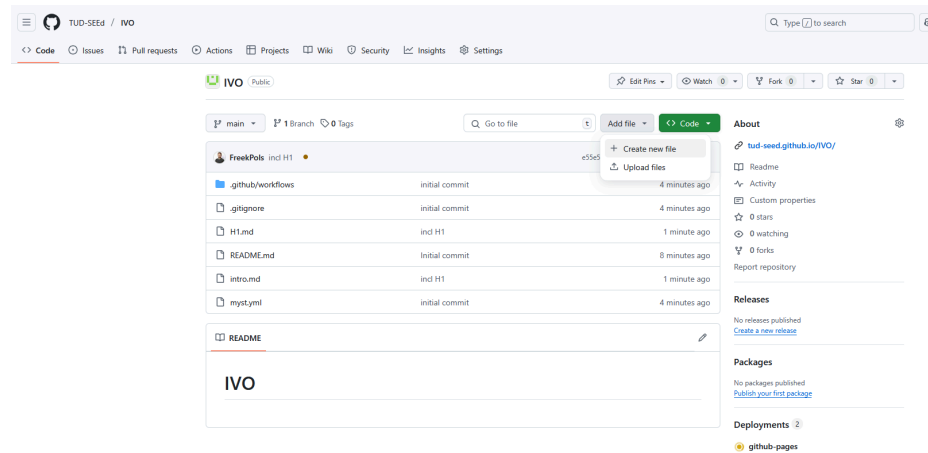 TUD-SEEd / IVO
Type / to search
Code Issues Pull requests Actions Projects Wiki Security Insights Settings
IVO Public
Edit Pins Watch 0 Fork 0 Star 0
main 1 Branch 0 Tags Go to file t Add file Code
Create new file
Upload files
FreekPols incl H1 e55e5
.github/workflows initial commit 4 minutes ago
.gitignore initial commit 4 minutes ago
H1.md incl H1 1 minute ago
README.md Initial commit 8 minutes ago
intro.md incl H1 1 minute ago
myst.yml initial commit 4 minutes ago
README
IVO
About
tud-seed.github.io/IVO/
Readme
Activity
Custom properties
0 stars
0 watching
0 forks
Report repository
Releases
No releases published
Create a new release
Packages
No packages published
Publish your first package
Deployments 2
github-pages